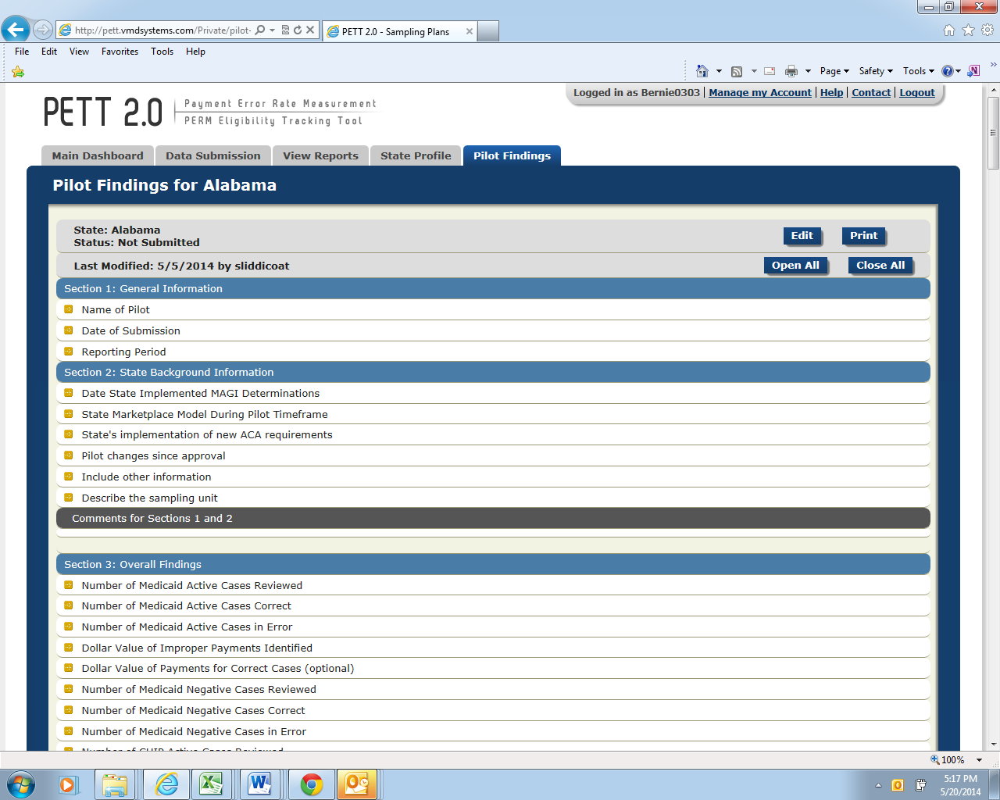 http://pett.vmdsystems.com/Private/pilot-
PETT 2.0 - Sampling Plans
File Edit View Favorites Tools Help
Page Safety Tools
Logged in as Bernie0303 | Manage my Account | Help | Contact | Logout
PETT 2.0
Payment Error Rate Measurement
PERM Eligibility Tracking Tool
Main Dashboard Data Submission View Reports State Profile Pilot Findings
Pilot Findings for Alabama
State: Alabama
Status: Not Submitted
Edit Print
Last Modified: 5/5/2014 by sliddicoat
Open All Close All
Section 1: General Information
Name of Pilot
Date of Submission
Reporting Period
Section 2: State Background Information
Date State Implemented MAGI Determinations
State Marketplace Model During Pilot Timeframe
State's implementation of new ACA requirements
Pilot changes since approval
Include other information
Describe the sampling unit
Comments for Sections 1 and 2
Section 3: Overall Findings
Number of Medicaid Active Cases Reviewed
Number of Medicaid Active Cases Correct
Number of Medicaid Active Cases in Error
Dollar Value of Improper Payments Identified
Dollar Value of Payments for Correct Cases (optional)
Number of Medicaid Negative Cases Reviewed
Number of Medicaid Negative Cases Correct
Number of Medicaid Negative Cases in Error
Number of CHIP Active Cases Reviewed
100%
5:17 PM
5/20/2014